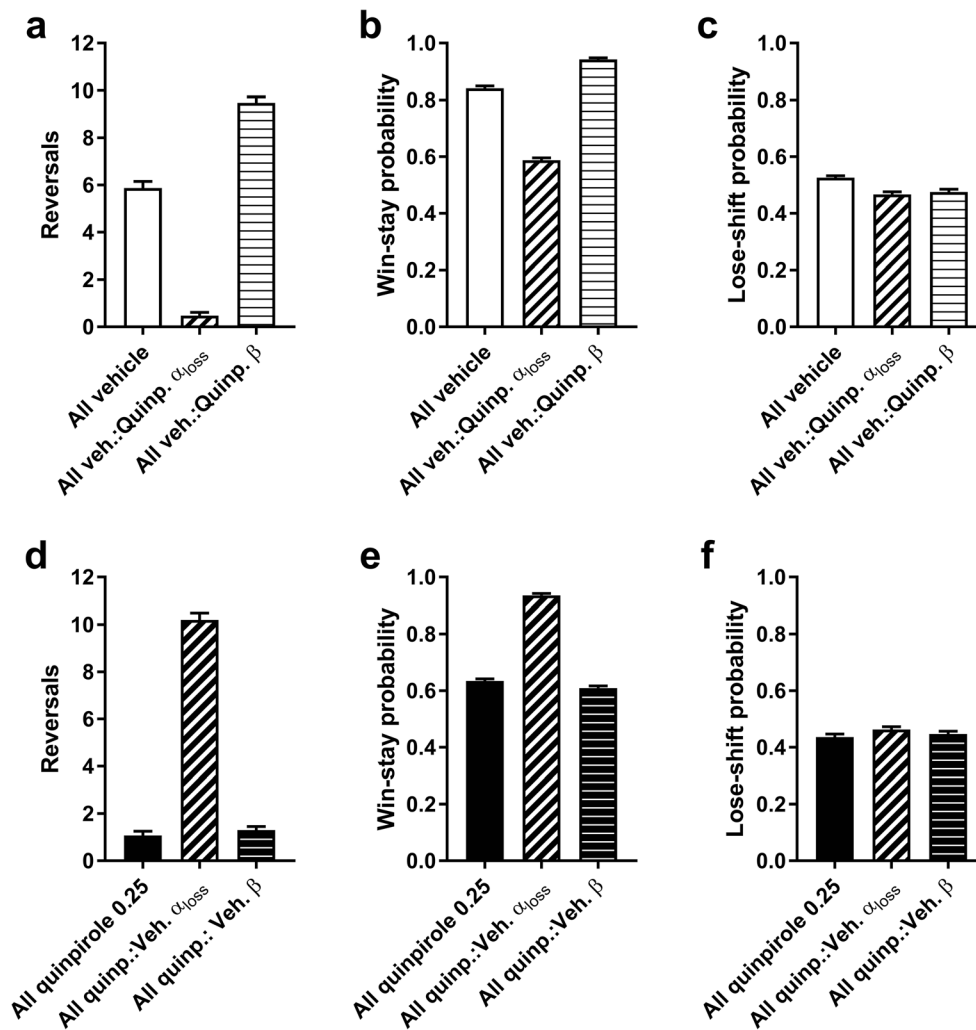 a
12
10
8
6
4
2
0
Reversals
All vehicle
All veh.::Quinp. αloss
All veh.::Quinp. β
b
1.0
0.8
0.6
0.4
0.2
0.0
Win-stay probability
All vehicle
All veh.::Quinp. αloss
All veh.::Quinp. β
c
1.0
0.8
0.6
0.4
0.2
0.0
Lose-shift probability
All vehicle
All veh.::Quinp. αloss
All veh.::Quinp. β
d
12
10
8
6
4
2
0
Reversals
All quinpirole 0.25
All quinp.::Veh. αloss
All quinp.:: Veh. β
e
1.0
0.8
0.6
0.4
0.2
0.0
Win-stay probability
All quinpirole 0.25
All quinp.::Veh. αloss
All quinp.::Veh. β
f
1.0
0.8
0.6
0.4
0.2
0.0
Lose-shift probability
All quinpirole 0.25
All quinp.::Veh. αloss
All quinp.::Veh. β